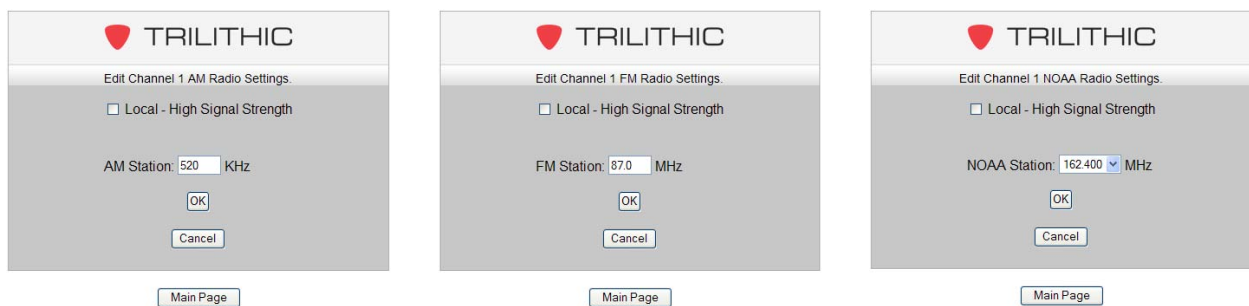 TRILITHIC
Edit Channel 1 AM Radio Settings.
Local - High Signal Strength
AM Station: 520 KHz
OK
Cancel
Main Page
TRILITHIC
Edit Channel 1 FM Radio Settings.
Local - High Signal Strength
FM Station: 87.0 MHz
OK
Cancel
Main Page
TRILITHIC
Edit Channel 1 NOAA Radio Settings.
Local - High Signal Strength
NOAA Station: 162.400 MHz
OK
Cancel
Main Page